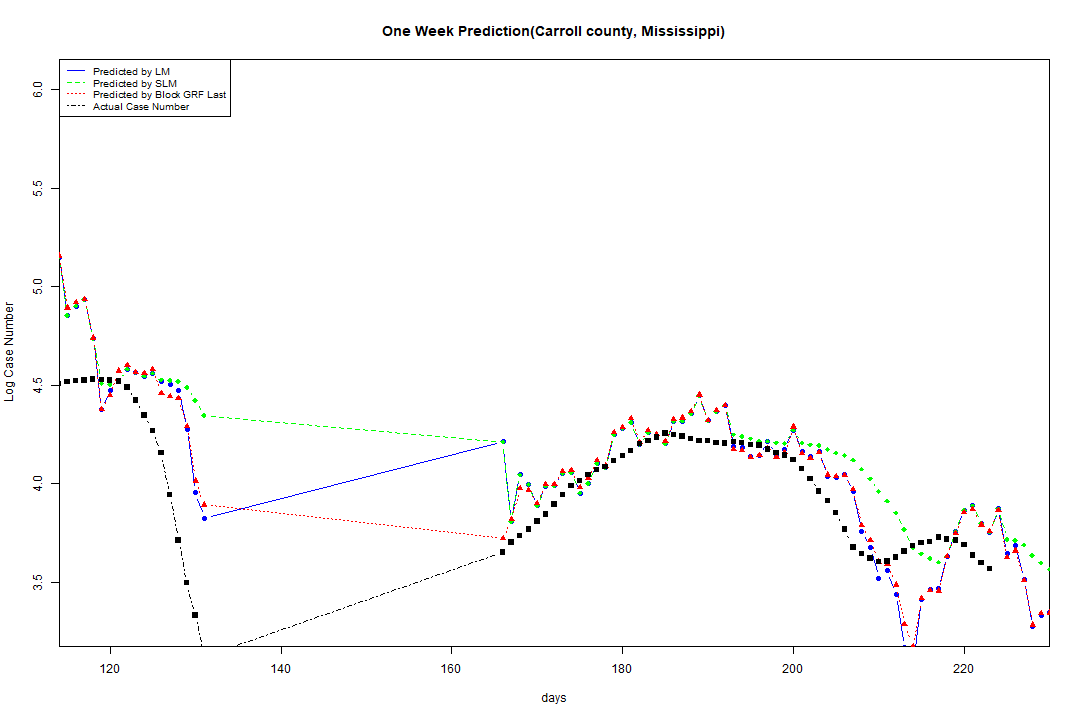 One Week Prediction(Carroll county, Mississippi)
Predicted by LM
Predicted by SLM
Predicted by Block GRF Last
Actual Case Number
6.0
5.5
5.0
4.5
4.0
3.5
Log Case Number
120 140 160 180 200 220
days